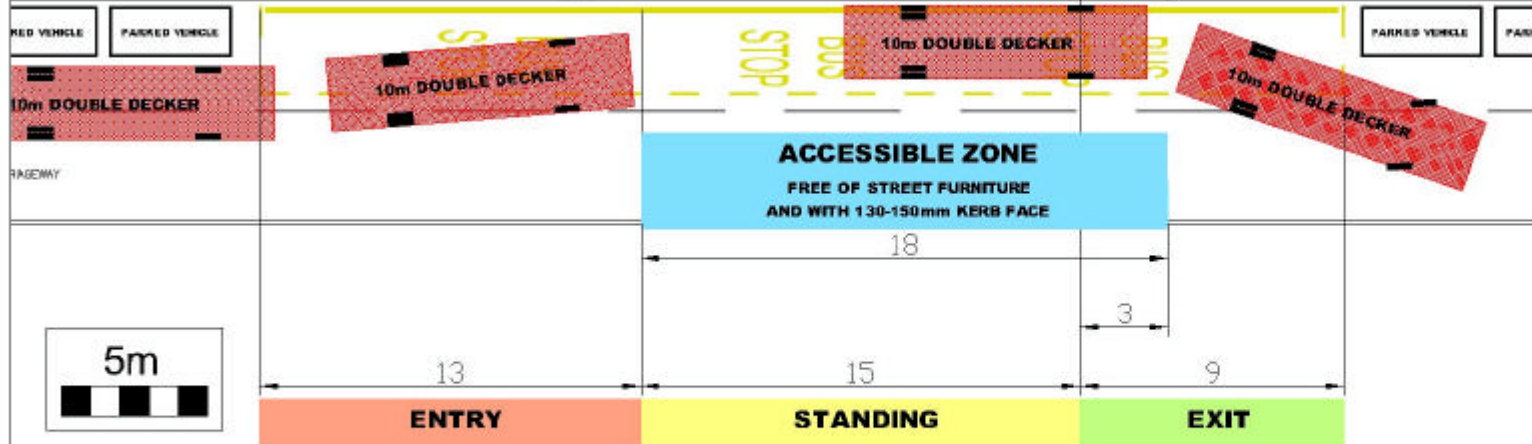 PARKED VEHICLE
PARKED VEHICLE
10m DOUBLE DECKER
10m DOUBLE DECKER
BUS
STOP
10m DOUBLE DECKER
BUS
10m DOUBLE DECKER
PARKED VEHICLE
ACCESSIBLE ZONE
FREE OF STREET FURNITURE
AND WITH 130-150mm KERB FACE
18
3
5m
13
15
9
ENTRY
STANDING
EXIT